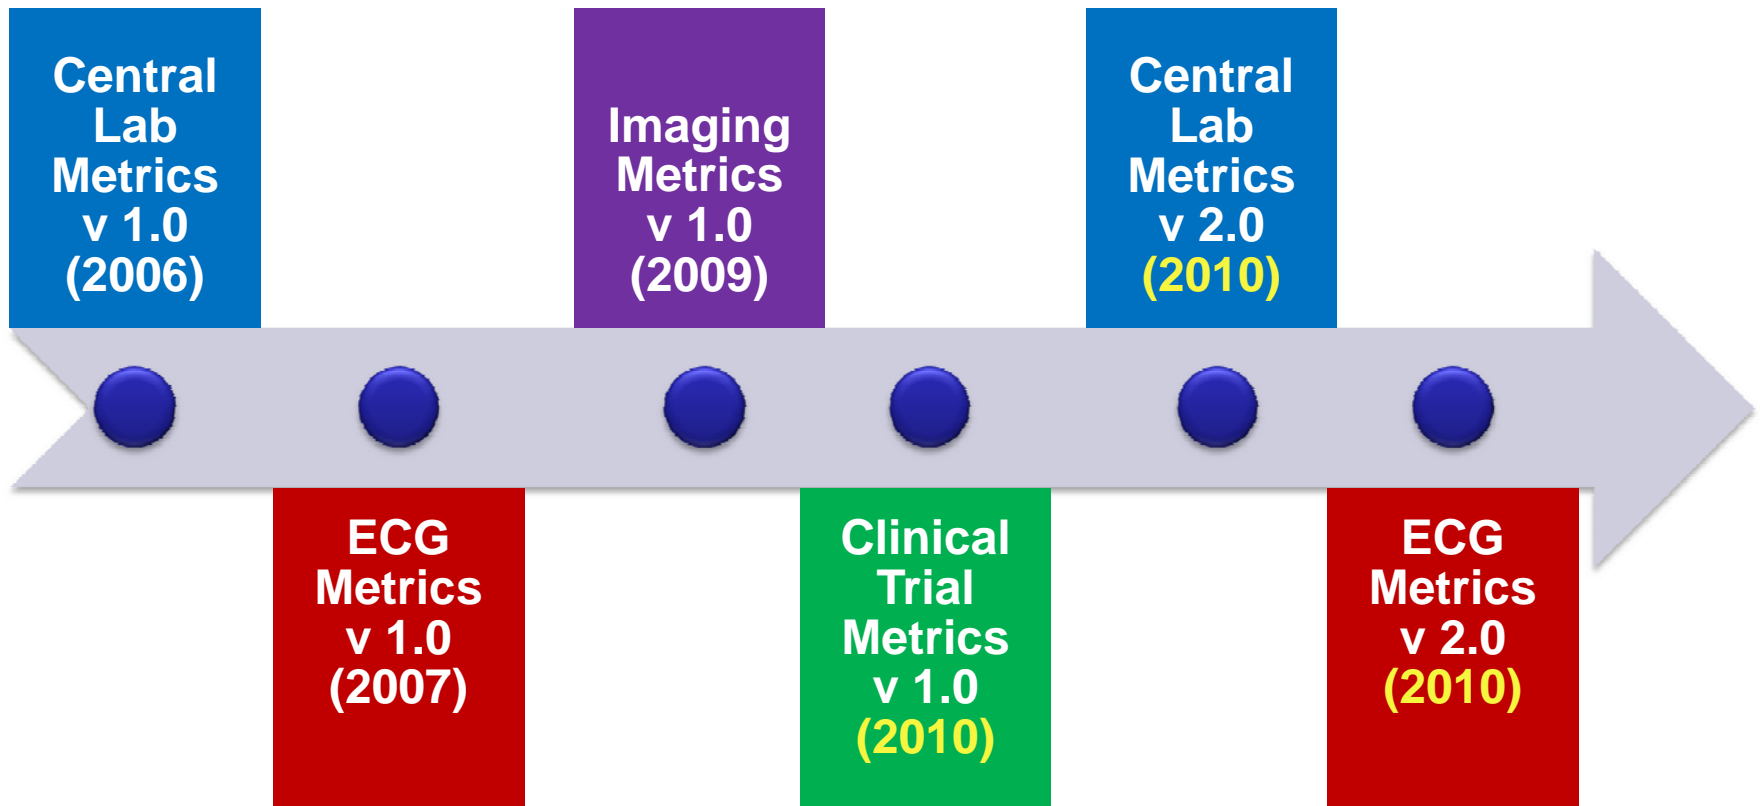 Central
Lab
Metrics
v 1.0
(2006)
ECG
Metrics
v 1.0
(2007)
Imaging
Metrics
v 1.0
(2009)
Clinical
Trial
Metrics
v 1.0
(2010)
Central
Lab
Metrics
v 2.0
(2010)
ECG
Metrics
v 2.0
(2010)